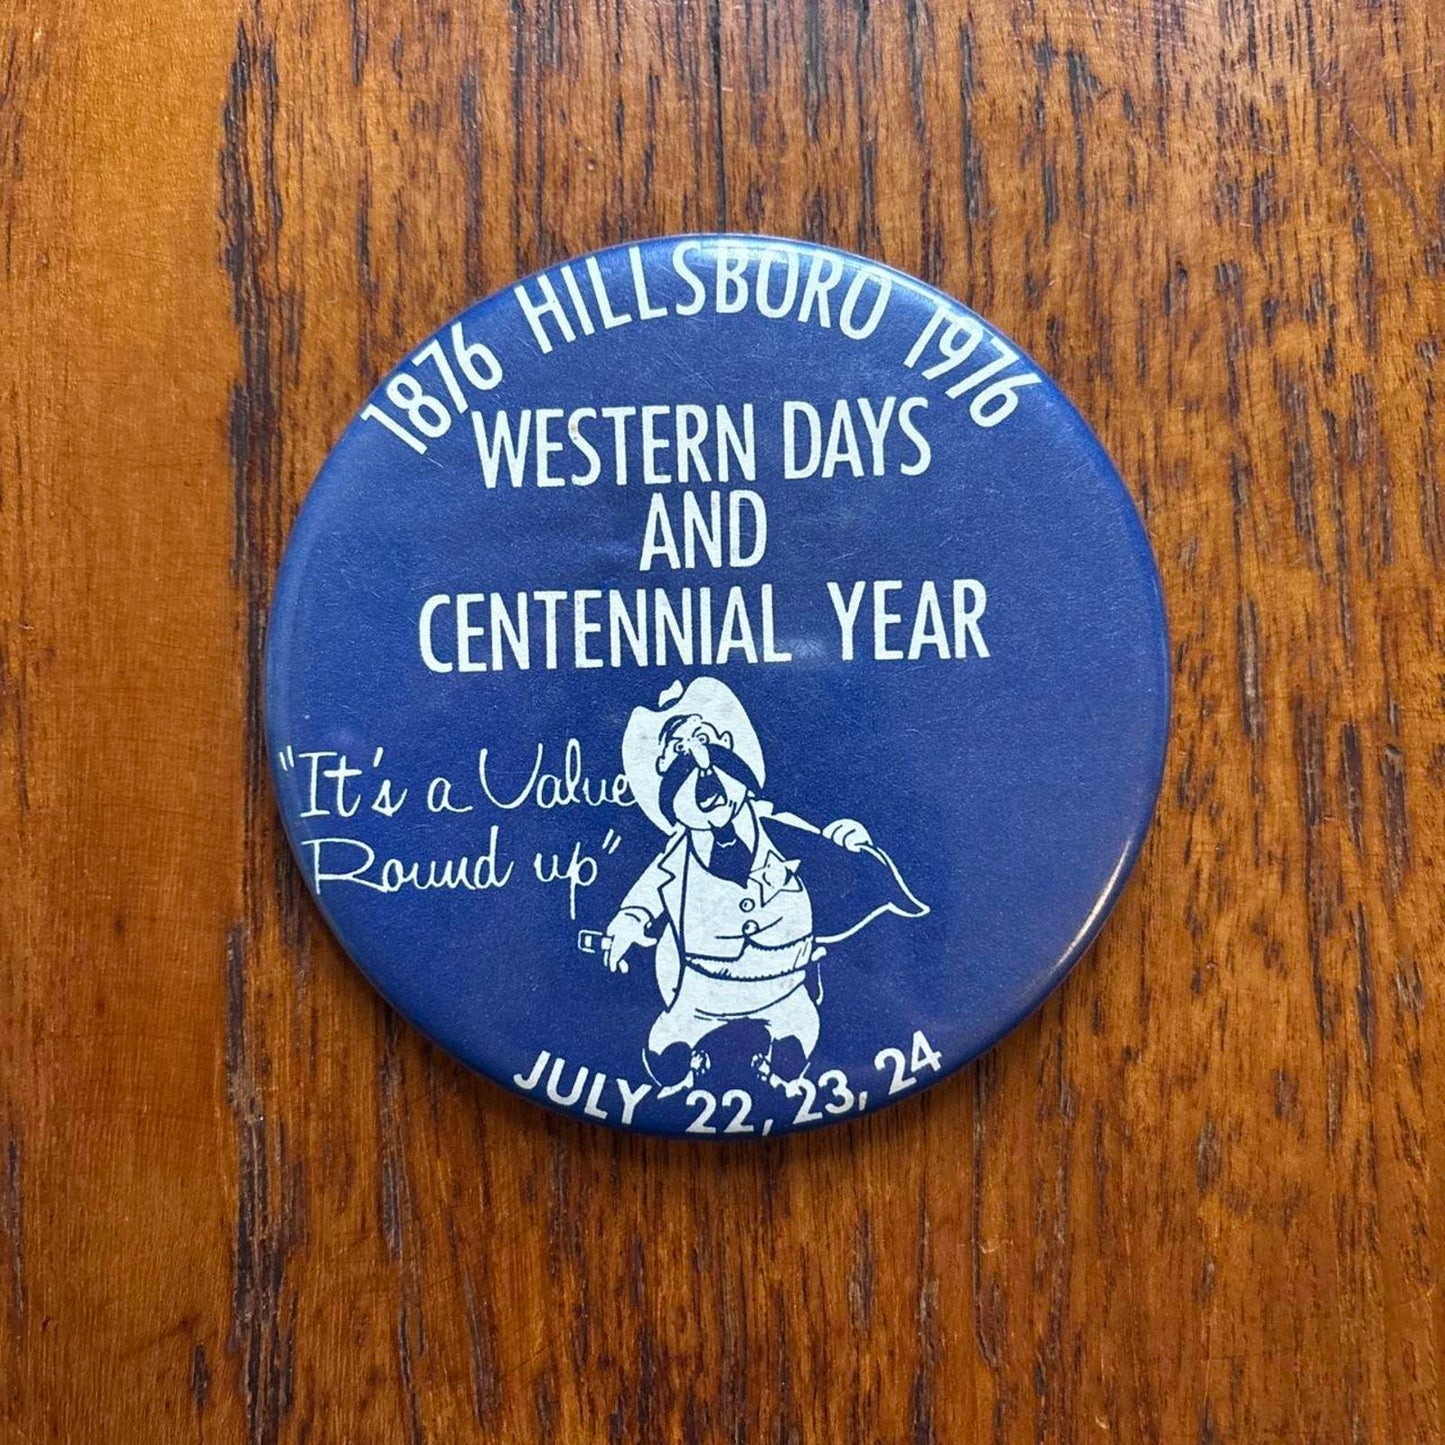 1876 HILLSBORO 1976
WESTERN DAYS
AND
CENTENNIAL YEAR
"It's a Value
Round up"
JULY 22, 23, 24